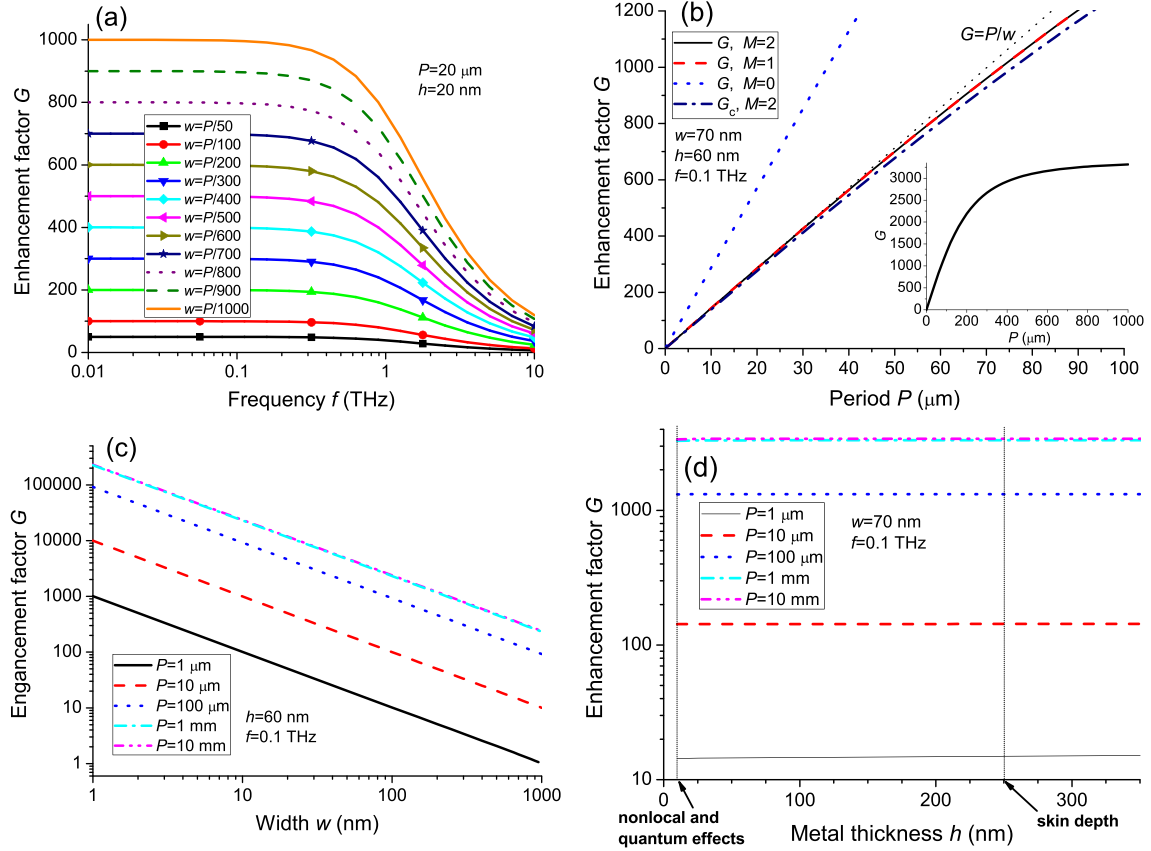 (a)
Enhancement factor G
1000
800
600
400
200
0
P=20 μm
h=20 nm
w=P/50
w=P/100
w=P/200
w=P/300
w=P/400
w=P/500
w=P/600
w=P/700
w=P/800
w=P/900
w=P/1000
0.01
0.1
1
10
Frequency f (THz)
(b)
Enhancement factor G
1200
1000
800
600
400
200
0
G, M=2
G, M=1
G, M=0
Gc, M=2
G=P/w
w=70 nm
h=60 nm
f=0.1 THz
G
3000
2500
2000
1500
1000
500
0
0 200 400 600 800 1000
P (μm)
0 10 20 30 40 50 60 70 80 90 100
Period P (μm)
(c)
Engancement factor G
100000
10000
1000
100
10
1
P=1 μm
P=10 μm
P=100 μm
P=1 mm
P=10 mm
h=60 nm
f=0.1 THz
1 10 100 1000
Width w (nm)
(d)
Enhancement factor G
1000
100
10
P=1 μm
P=10 μm
P=100 μm
P=1 mm
P=10 mm
w=70 nm
f=0.1 THz
0 100 200 300
nonlocal and
quantum effects
Metal thickness h (nm)
skin depth